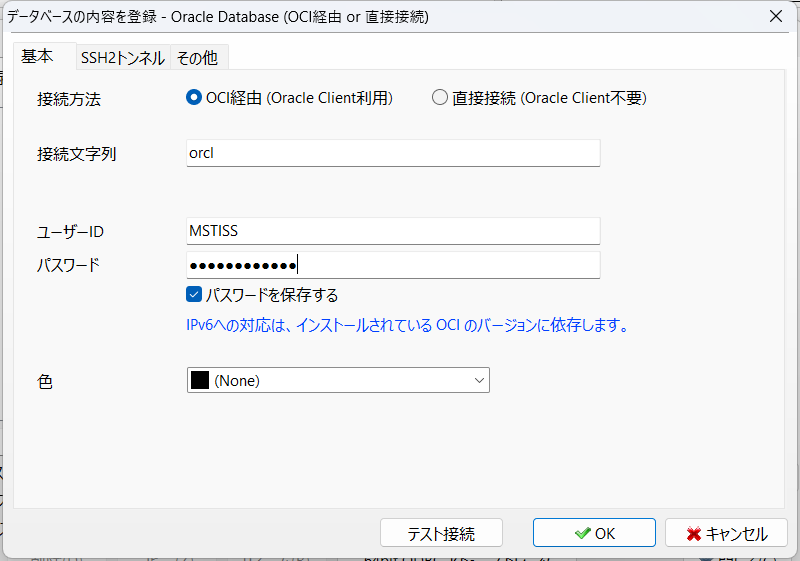 データベースの内容を登録 - Oracle Database (OCI経由 or 直接接続)
基本 SSH2トンネル その他
接続方法 OCI経由 (Oracle Client利用) 直接接続 (Oracle Client不要)
接続文字列 orcl
ユーザーID MSTISS
パスワード ●●●●●●●●●●●●
パスワードを保存する
IPv6への対応は、インストールされている OCI のバージョンに依存します。
色 (None)
テスト接続 OK キャンセル